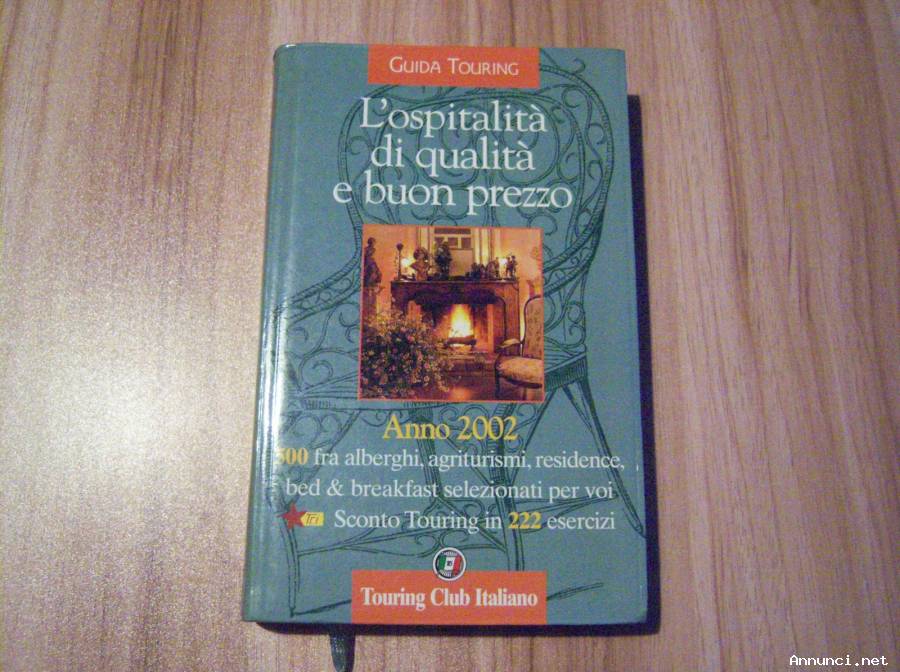 GUIDA TOURING
L'ospitalità
di qualità
e buon prezzo
Anno 2002
fra alberghi, agriturismi, residence,
bed & breakfast selezionati per voi
Tri Sconto Touring in 222 esercizi
Touring Club Italiano
Annunci.net